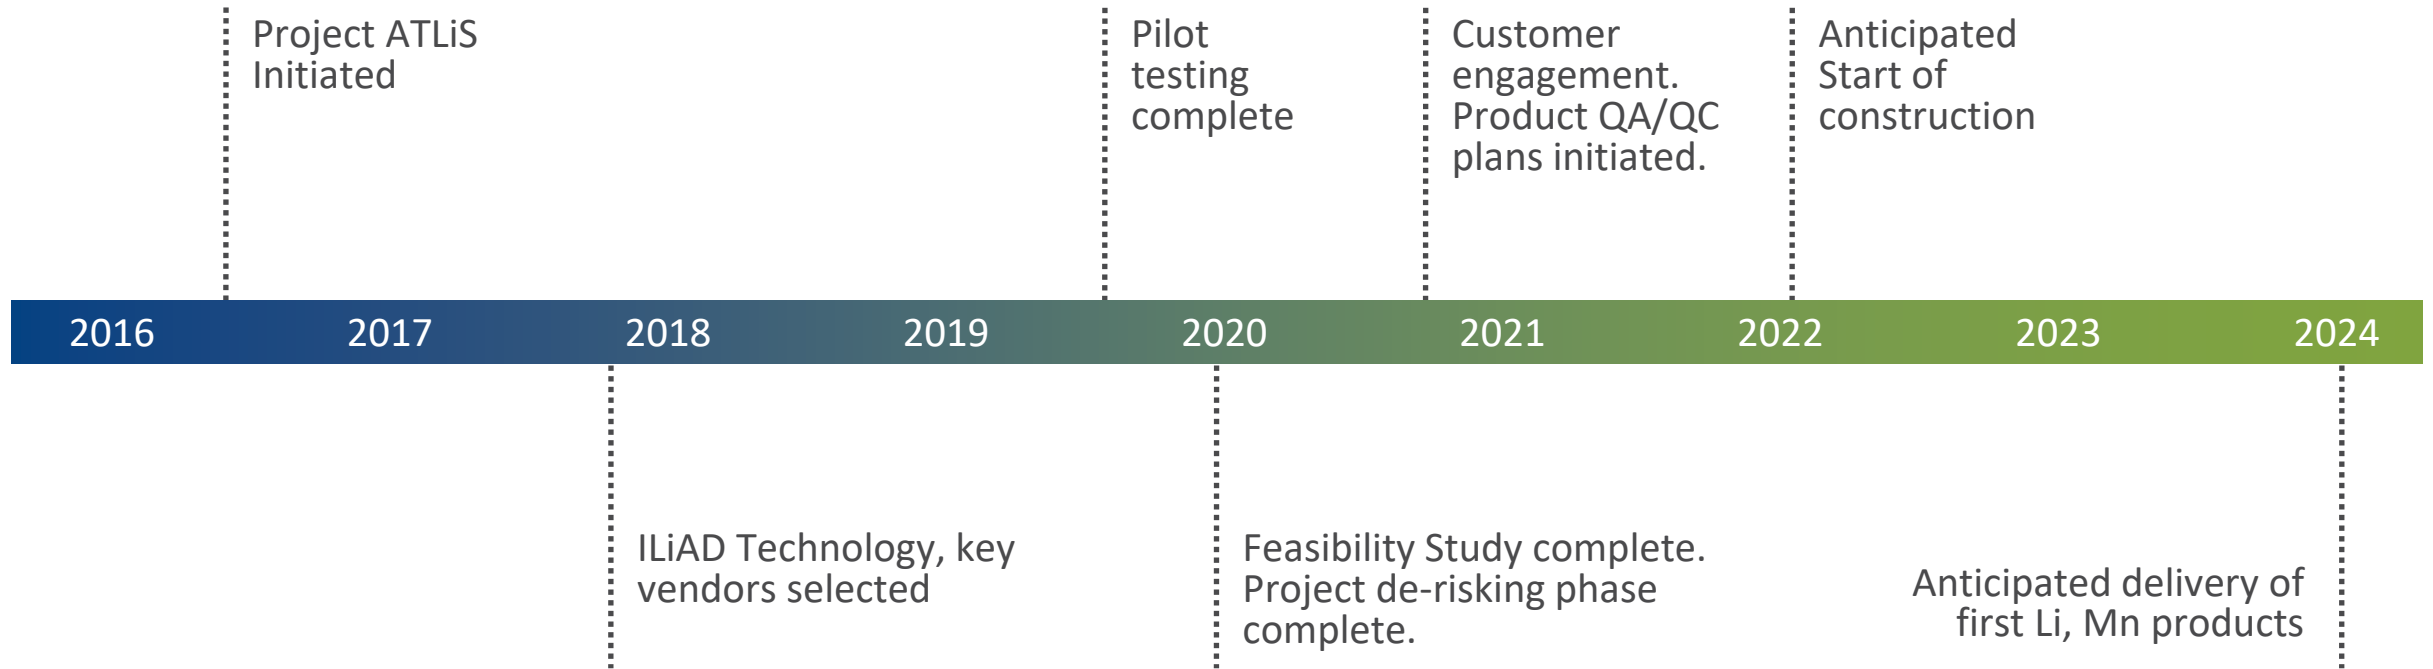 Project ATLiS
Initiated
Pilot
testing
complete
Customer
engagement.
Product QA/QC
plans initiated.
Anticipated
Start of
construction
2016 2017 2018 2019 2020 2021 2022 2023 2024
ILiAD Technology, key
vendors selected
Feasibility Study complete.
Project de-risking phase
complete.
Anticipated delivery of
first Li, Mn products